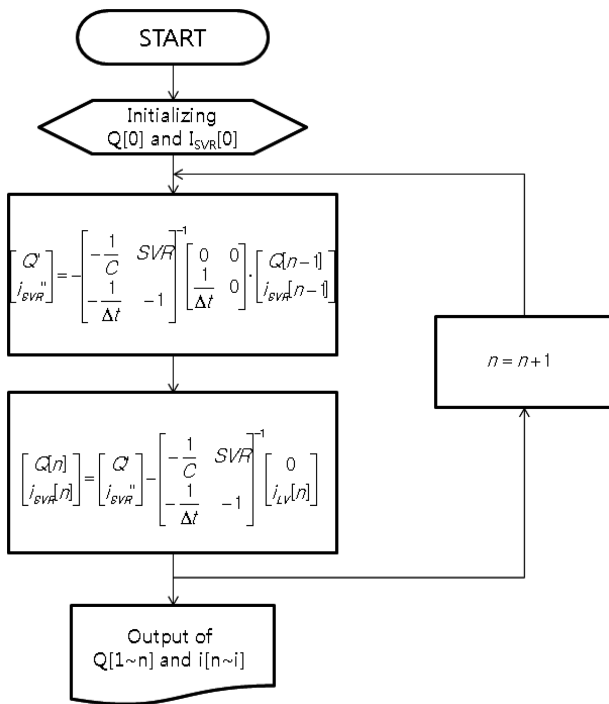 START
Initializing
Q[0] and I_SVR[0]
[Q' ; i_SVR''] = -[-1/C SVR ; -1/Δt -1]^-1 [0 0 ; 1/Δt 0] · [Q[n-1] ; i_SVR[n-1]]
n = n+1
[Q[n] ; i_SVR[n]] = [Q' ; i_SVR''] - [-1/C SVR ; -1/Δt -1]^-1 [0 ; i_LV[n]]
Output of
Q[1~n] and i[n~i]